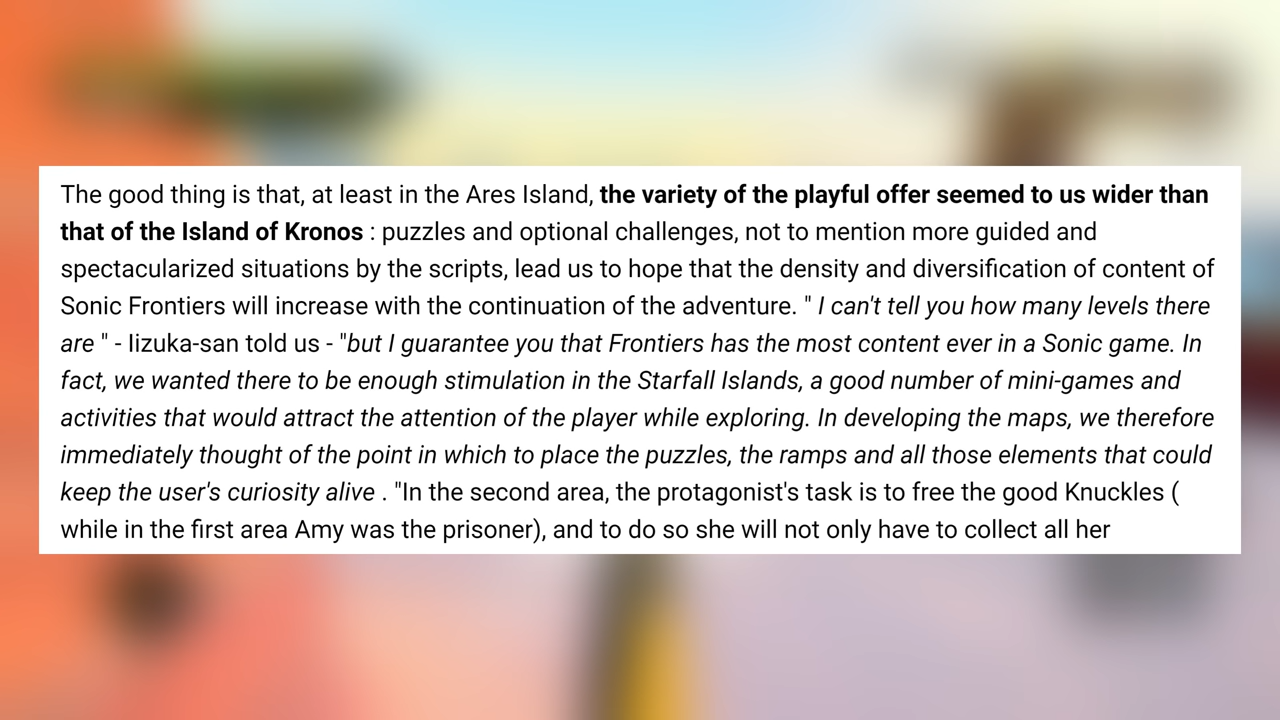 The good thing is that, at least in the Ares Island, the variety of the playful offer seemed to us wider than
that of the Island of Kronos : puzzles and optional challenges, not to mention more guided and
spectacularized situations by the scripts, lead us to hope that the density and diversification of content of
Sonic Frontiers will increase with the continuation of the adventure. " I can't tell you how many levels there
are " - Iizuka-san told us - "but I guarantee you that Frontiers has the most content ever in a Sonic game. In
fact, we wanted there to be enough stimulation in the Starfall Islands, a good number of mini-games and
activities that would attract the attention of the player while exploring. In developing the maps, we therefore
immediately thought of the point in which to place the puzzles, the ramps and all those elements that could
keep the user's curiosity alive . "In the second area, the protagonist's task is to free the good Knuckles (
while in the first area Amy was the prisoner), and to do so she will not only have to collect all her